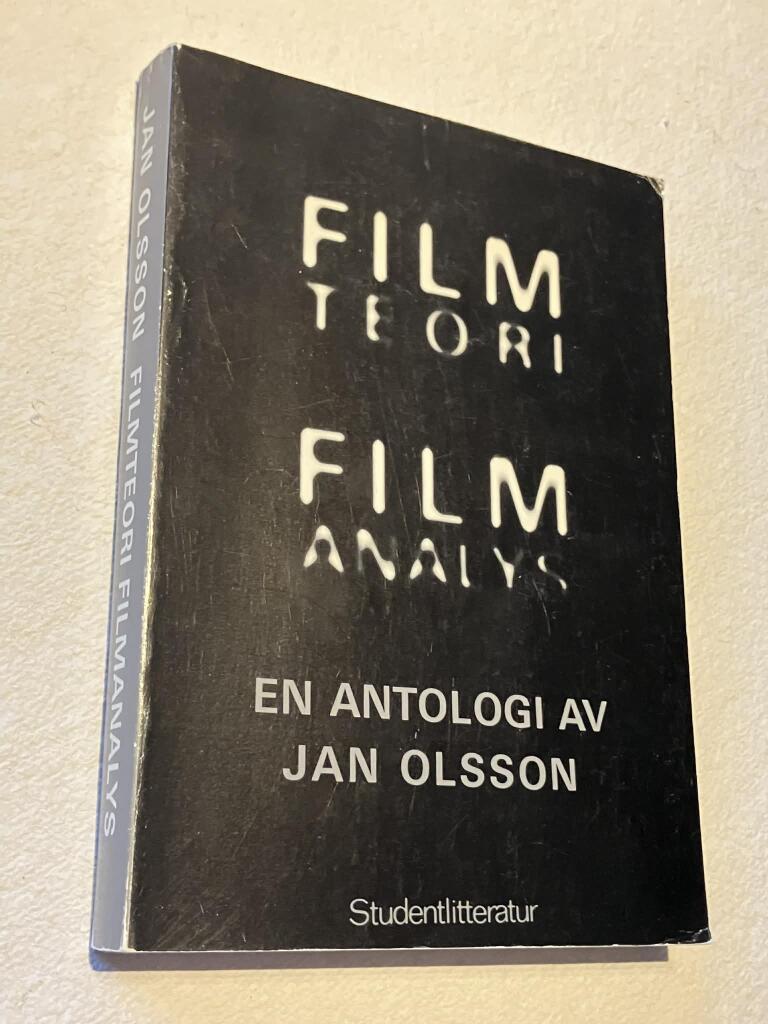 JAN OLSSON FILMTEORI FILMANALYS
FILM
TEORI
FILM
ANALYS
EN ANTOLOGI AV
JAN OLSSON
Studentlitteratur